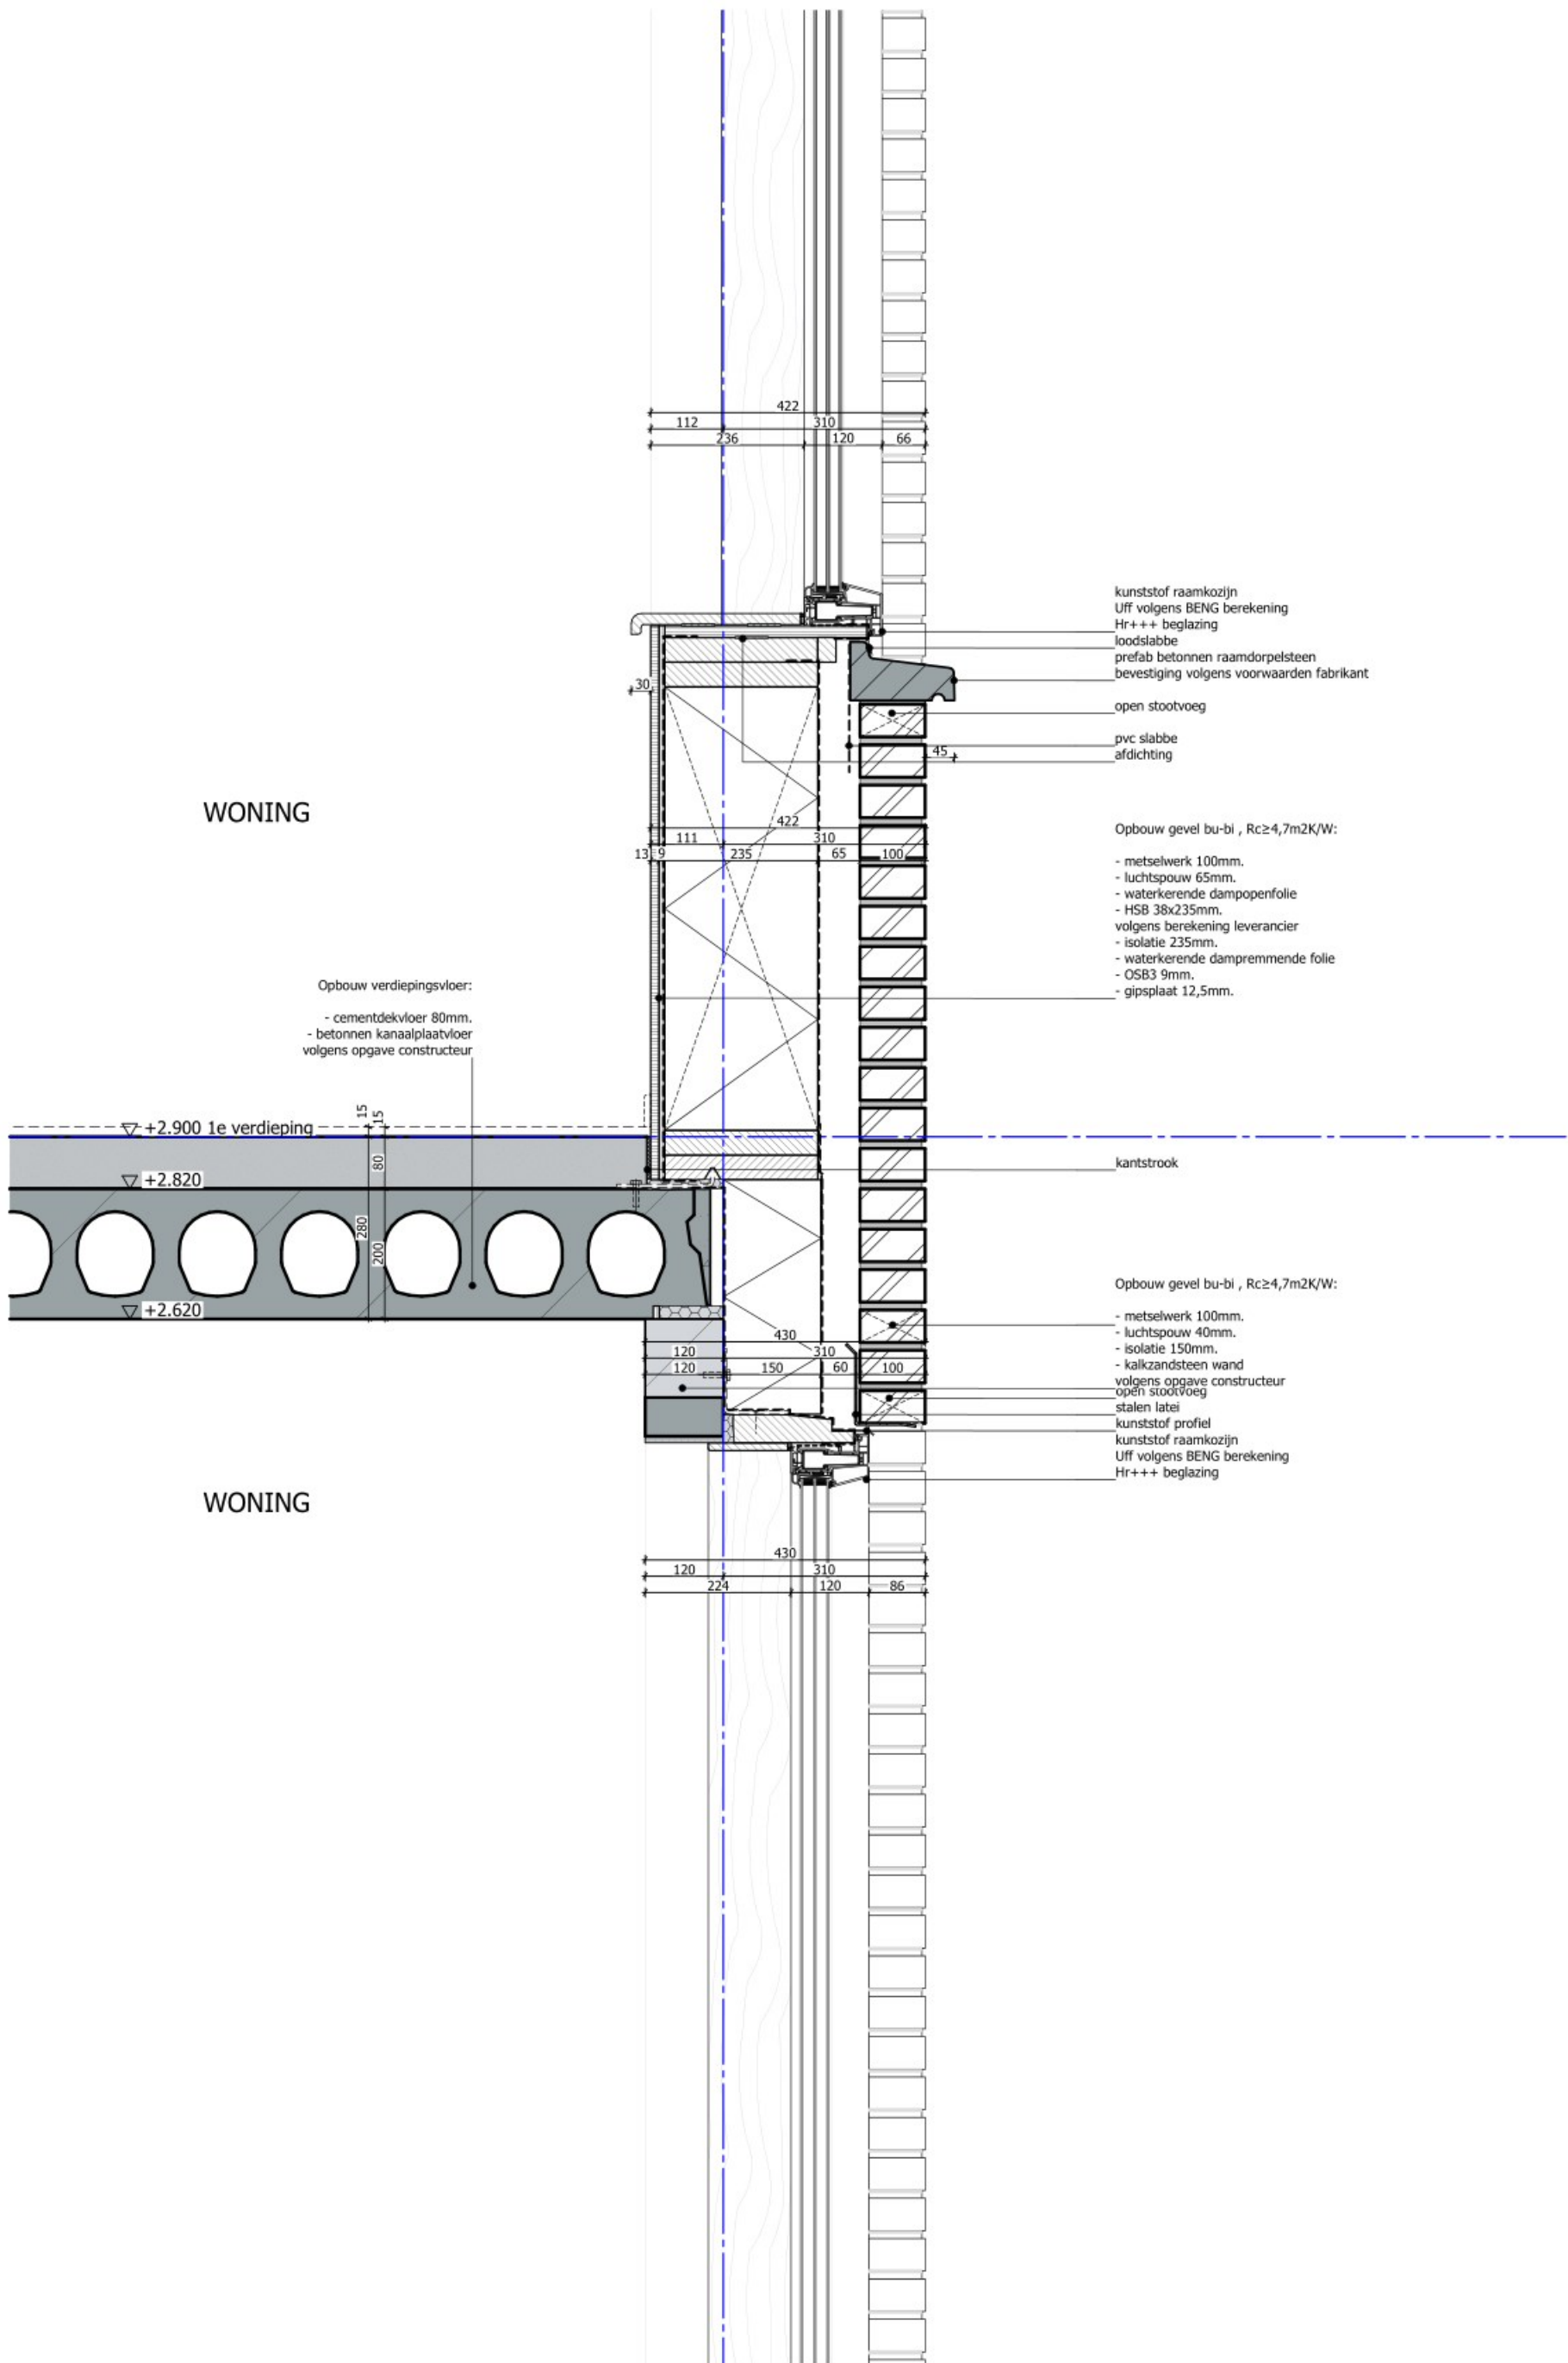 422
112 310
236 120 66
kunststof raamkozijn
Uff volgens BENG berekening
Hr+++ beglazing
loodslabbe
prefab betonnen raamdorpelsteen
bevestiging volgens voorwaarden fabrikant
30
open stootvoeg
pvc slabbe
afdichting
45
WONING
422
111 310
13 9 235 65 100
Opbouw gevel bu-bi , Rc≥4,7m2K/W:
- metselwerk 100mm.
- luchtspouw 65mm.
- waterkerende dampopenfolie
- HSB 38x235mm.
volgens berekening leverancier
- isolatie 235mm.
- waterkerende dampremmende folie
- OSB3 9mm.
- gipsplaat 12,5mm.
Opbouw verdiepingsvloer:
- cementdekvloer 80mm.
- betonnen kanaalplaatvloer
volgens opgave constructeur
15
15
+2.900 1e verdieping
80
kantstrook
+2.820
280
200
+2.620
Opbouw gevel bu-bi , Rc≥4,7m2K/W:
- metselwerk 100mm.
- luchtspouw 40mm.
- isolatie 150mm.
- kalkzandsteen wand
volgens opgave constructeur
open stootvoeg
stalen latei
kunststof profiel
kunststof raamkozijn
Uff volgens BENG berekening
Hr+++ beglazing
430
120 310
120 150 60 100
WONING
430
120 310
224 120 86